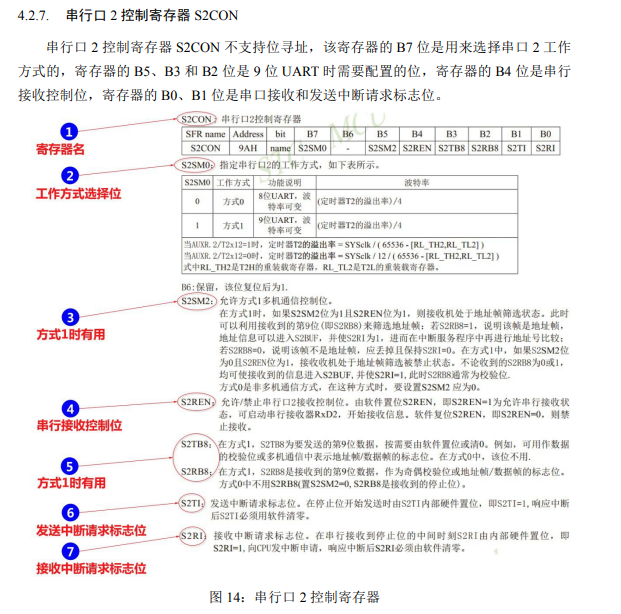 4.2.7. 串行口 2 控制寄存器 S2CON
串行口 2 控制寄存器 S2CON 不支持位寻址，该寄存器的 B7 位是用来选择串口 2 工作
方式的，寄存器的 B5、B3 和 B2 位是 9 位 UART 时需要配置的位，寄存器的 B4 位是串行
接收控制位，寄存器的 B0、B1 位是串口接收和发送中断请求标志位。
S2CON：串行口2控制寄存器
1
寄存器名
SFR name Address bit B7 B6 B5 B4 B3 B2 B1 B0
S2CON 9AH name S2SM0 - S2SM2 S2REN S2TB8 S2RB8 S2TI S2RI
2
工作方式选择位
S2SM0：指定串行口2的工作方式，如下表所示。
S2SM0 工作方式 功能说明 波特率
0 方式0 8位UART，波特率可变 (定时器T2的溢出率)/4
1 方式1 9位UART，波特率可变 (定时器T2的溢出率)/4
当AUXR. 2/T2x12=1时，定时器T2的溢出率 = SYSclk / ( 65536 - [RL_TH2,RL_TL2] )
当AUXR. 2/T2x12=0时，定时器T2的溢出率 = SYSclk / 12 / ( 65536 - [RL_TH2,RL_TL2] )
式中RL_TH2是T2H的重装载寄存器，RL_TL2是T2L的重装载寄存器。
B6:保留，该位复位后为1.
3
方式1时有用
S2SM2：允许方式1多机通信控制位。
在方式1时，如果S2SM2位为1且S2REN位为1，则接收机处于地址帧筛选状态。此时
可以利用接收到的第9位(即S2RB8)来筛选地址帧：若S2RB8=1，说明该帧是地址帧，
地址信息可以进入S2BUF，并使S2RI为1，进而在中断服务程序中再进行地址号比较；
若S2RB8=0，说明该帧不是地址帧，应丢掉且保持S2RI=0。在方式1中，如果S2SM2位
为0且S2REN位为1，接收机处于地址帧筛选被禁止状态。不论收到的S2RB8为0或1，
均可使接收到的信息进入S2BUF，并使S2RI=1,此时S2RB8通常为校验位.
方式0是非多机通信方式，在这种方式时，要设置S2SM2 应为0。
4
串行接收控制位
S2REN：允许/禁止串行口2接收控制位。由软件置位S2REN，即S2REN=1为允许串行接收状
态，可启动串行接收器RxD2，开始接收信息。软件复位S2REN，即S2REN=0，则禁
止接收。
5
方式1时有用
S2TB8：在方式1，S2TB8为要发送的第9位数据，按需要由软件置位或清0。例如，可用作数据
的校验位或多机通信中表示地址帧/数据帧的标志位。在方式0中，该位不用.
S2RB8：在方式1，S2RB8是接收到的第9位数据，作为奇偶校验位或地址帧/数据帧的标志位。
方式0中不用S2RB8(置S2SM2=0, S2RB8是接收到的停止位)。
6
发送中断请求标志位
S2TI：发送中断请求标志位。在停止位开始发送时由S2TI内部硬件置位，即S2TI=1,响应中断
后S2TI必须用软件清零。
7
接收中断请求标志位
S2RI：接收中断请求标志位。在串行接收到停止位的中间时刻S2RI由内部硬件置位，即
S2RI=1,向CPU发中断申请，响应中断后S2RI必须由软件清零。
图 14：串行口 2 控制寄存器